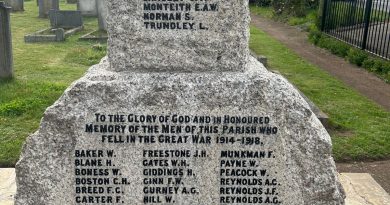 MONTEITH E.A.W.
NORMAN S.
TRUNDLEY L.
TO THE GLORY OF GOD AND IN HONOURED
MEMORY OF THE MEN OF THIS PARISH WHO
FELL IN THE GREAT WAR 1914-1918.
BAKER W. FREESTONE J.H. MUNKMAN F.
BLANE H. GATES W.H. PAYNE W.
BONESS W. GIDDINGS H. PEACOCK W.
BOSTON C.H. GINN F.W. REYNOLDS A.C.
BREED F.C. GURNEY A.G. REYNOLDS J.F.
CARTER F. HILL W. REYNOLDS A.G.